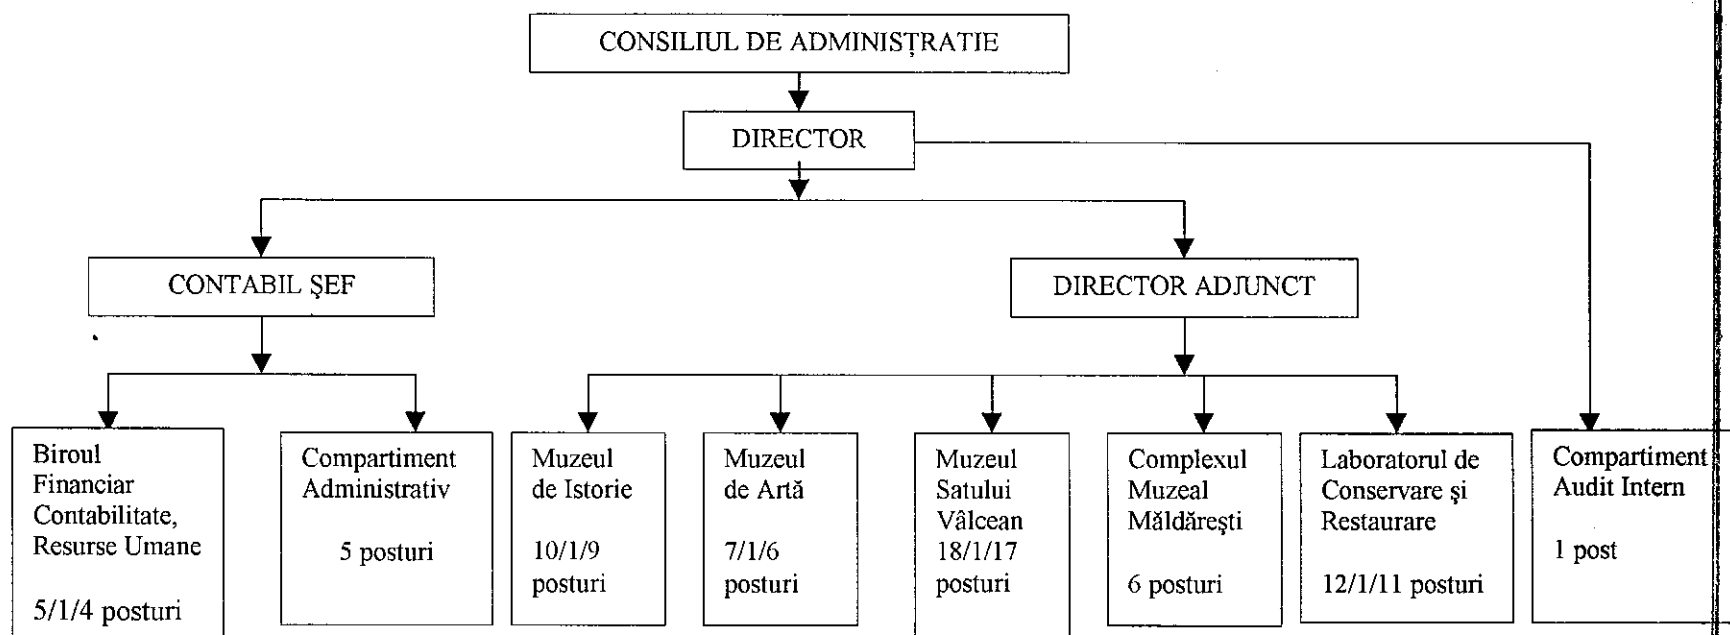 CONSILIUL DE ADMINISTRAŢIE
DIRECTOR
CONTABIL ŞEF
DIRECTOR ADJUNCT
Biroul
Financiar
Contabilitate,
Resurse Umane
5/1/4 posturi
Compartiment
Administrativ
5 posturi
Muzeul
de Istorie
10/1/9
posturi
Muzeul
de Artă
7/1/6
posturi
Muzeul
Satului
Vâlcean
18/1/17
posturi
Complexul
Muzeal
Măldăreşti
6 posturi
Laboratorul de
Conservare şi
Restaurare
12/1/11 posturi
Compartiment
Audit Intern
1 post